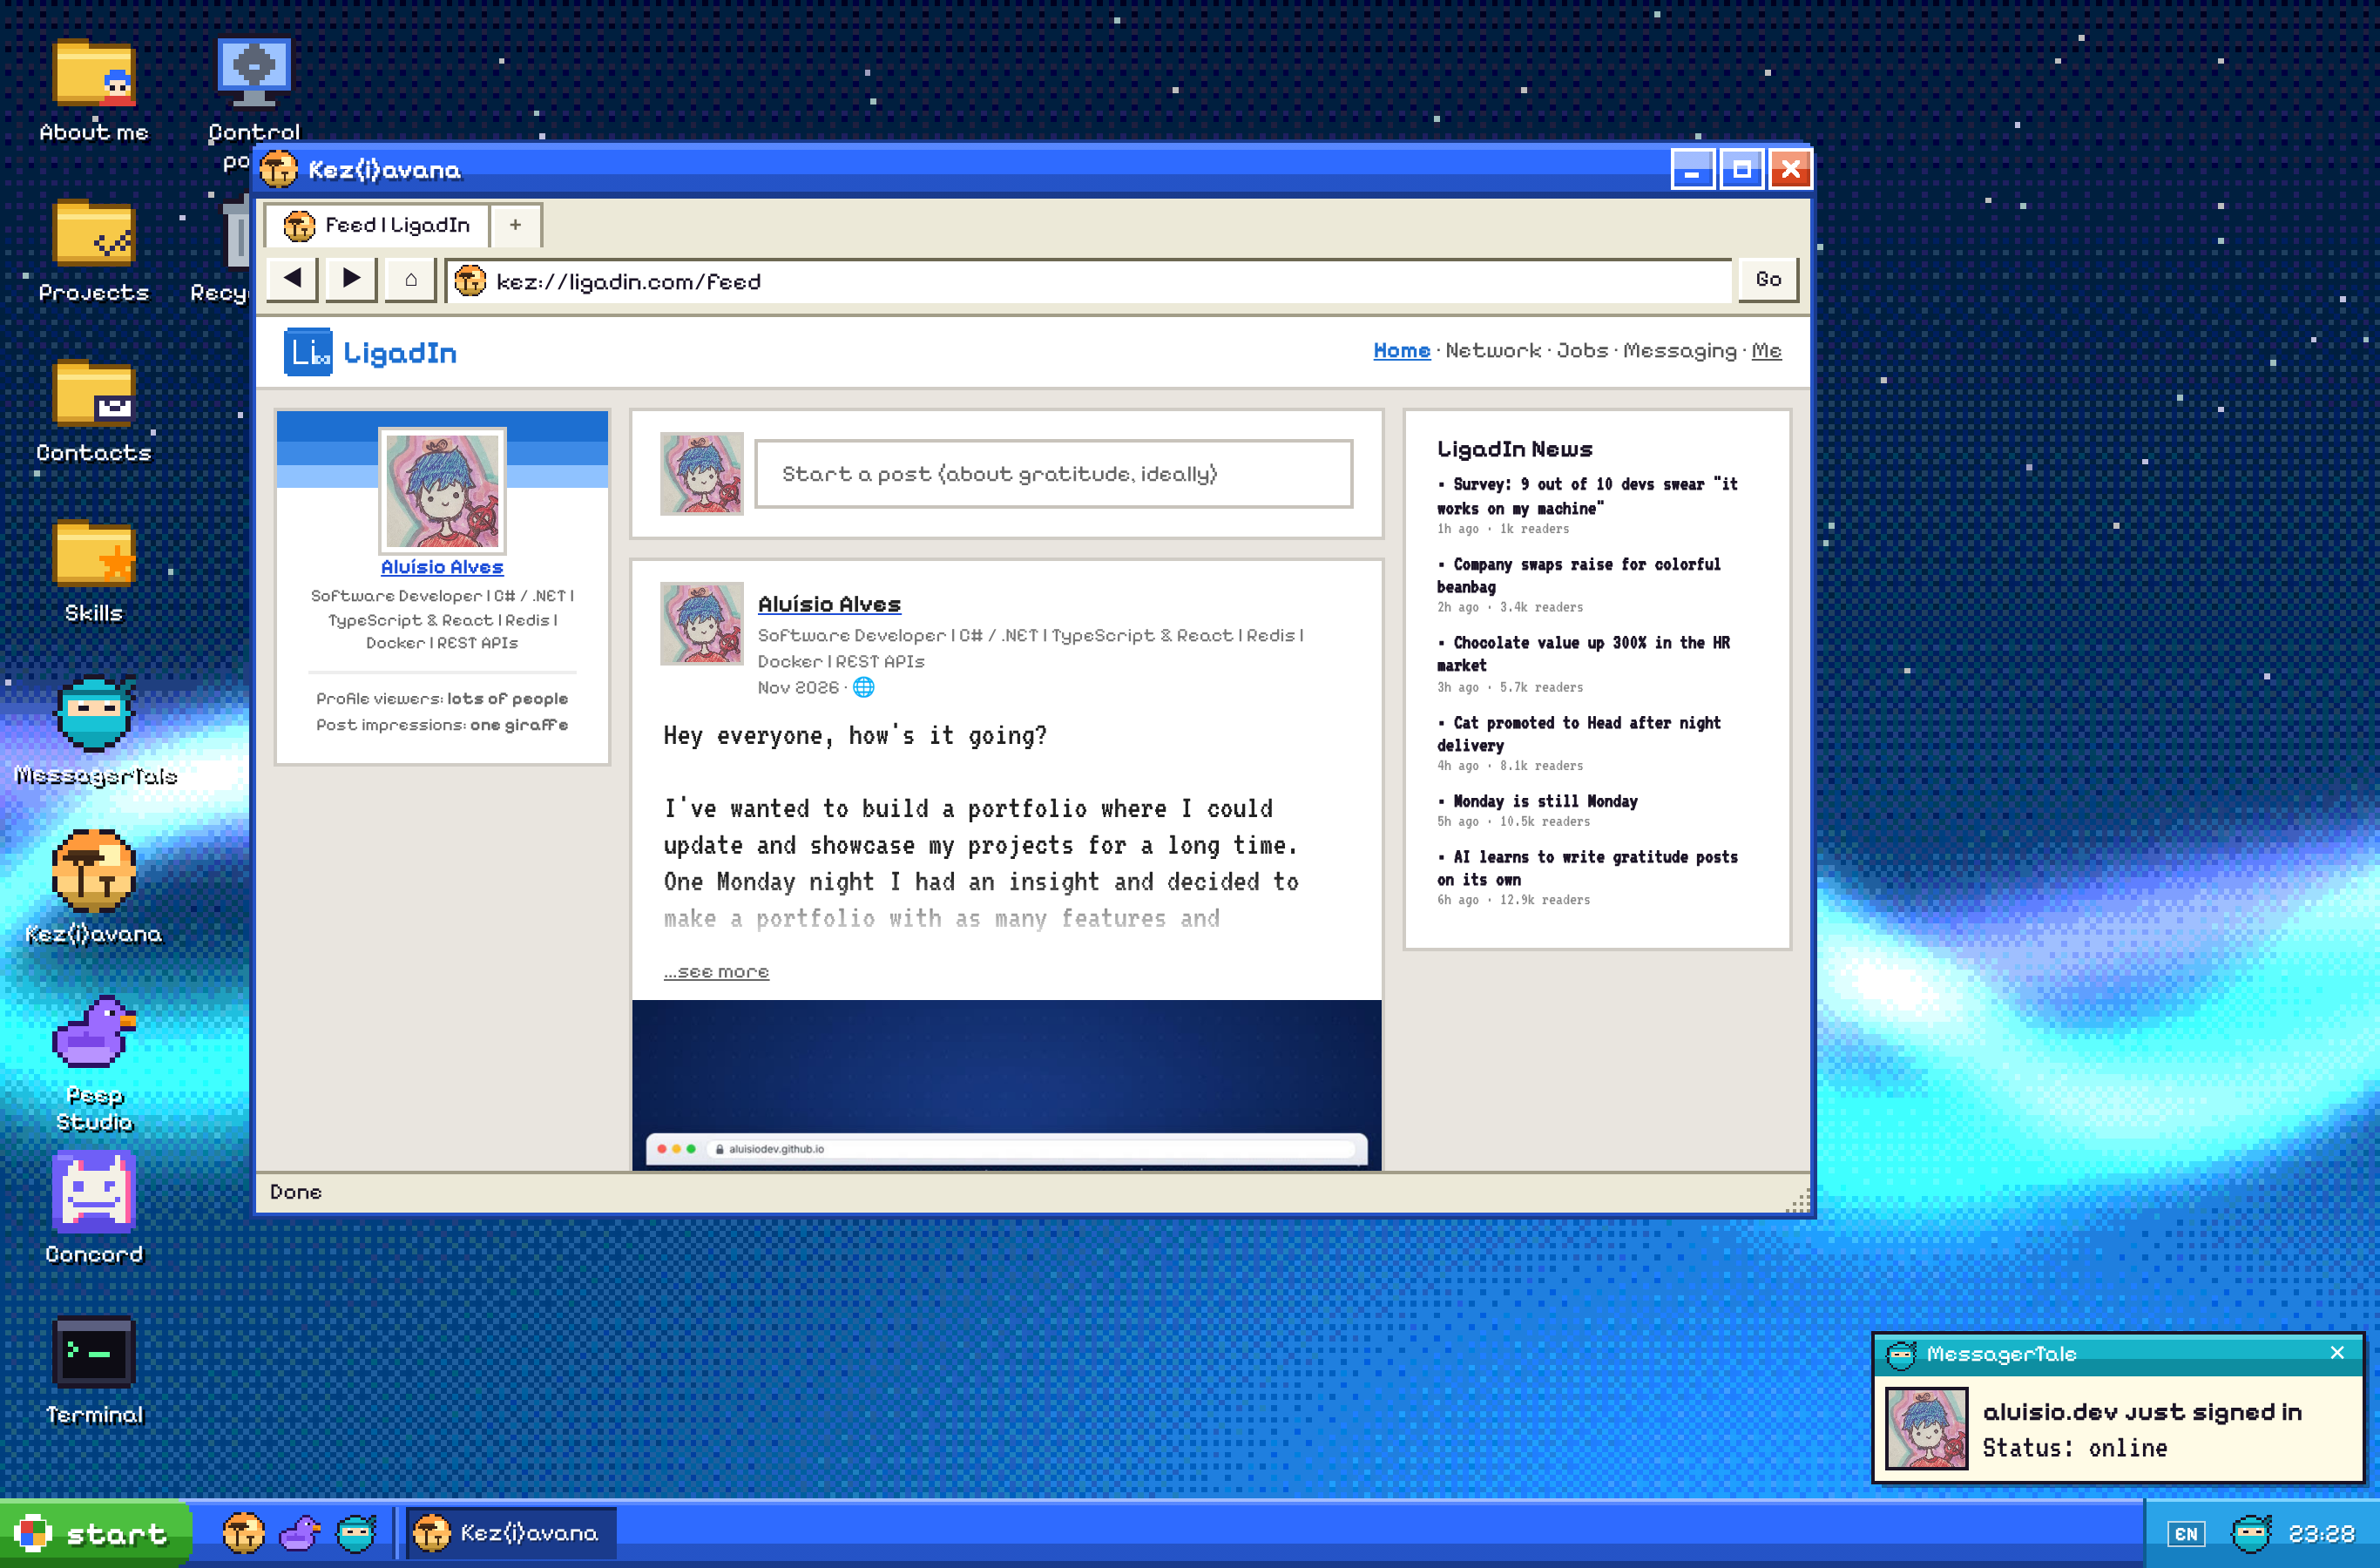 About me
Control
Projects
Contacts
Skills
MessagerTale
Kez(i)avana
Peep
Studio
Concord
Terminal
Kez(i)avana
Feed | LigadIn
+
kez://ligadin.com/feed
Go
Li
LigadIn
Home · Network · Jobs · Messaging · Me
Aluísio Alves
Software Developer | C# / .NET |
TypeScript & React | Redis |
Docker | REST APIs
Profile viewers: lots of people
Post impressions: one giraffe
Start a post (about gratitude, ideally)
Aluísio Alves
Software Developer | C# / .NET | TypeScript & React | Redis |
Docker | REST APIs
Nov 2026 ·
Hey everyone, how's it going?
I've wanted to build a portfolio where I could
update and showcase my projects for a long time.
One Monday night I had an insight and decided to
make a portfolio with as many features and
...see more
aluisiodev.github.io
LigadIn News
• Survey: 9 out of 10 devs swear "it
works on my machine"
1h ago · 1k readers
• Company swaps raise for colorful
beanbag
2h ago · 3.4k readers
• Chocolate value up 300% in the HR
market
3h ago · 5.7k readers
• Cat promoted to Head after night
delivery
4h ago · 8.1k readers
• Monday is still Monday
5h ago · 10.5k readers
• AI learns to write gratitude posts
on its own
6h ago · 12.9k readers
Done
MessagerTale
aluisio.dev just signed in
Status: online
start
Kez(i)avana
EN
23:28